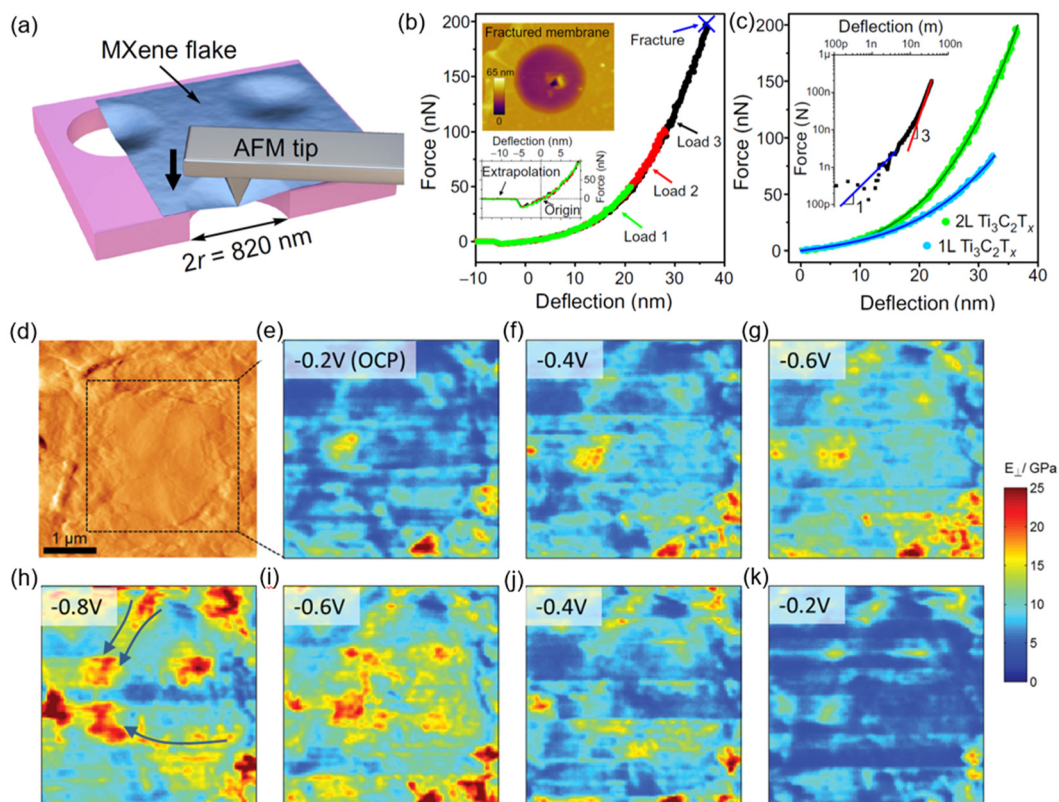 (a)
MXene flake
AFM tip
2r = 820 nm
(b)
Force (nN)
200
150
100
50
0
-10
0
10
20
30
40
Deflection (nm)
Fractured membrane
65 nm
0
Fracture
Load 3
Load 2
Load 1
Deflection (nm)
-10
-5
0
5
Extrapolation
Origin
50
0
-50
Force (nN)
(c)
Force (nN)
200
150
100
50
0
0
10
20
30
40
Deflection (nm)
Deflection (m)
100p
1n
10n
100n
Force (N)
1μ
100n
10n
1n
100p
3
1
2L Ti₃C₂Tₓ
1L Ti₃C₂Tₓ
(d)
1 μm
(e)
-0.2V (OCP)
(f)
-0.4V
(g)
-0.6V
E⊥/ GPa
25
20
15
10
5
0
(h)
-0.8V
(i)
-0.6V
(j)
-0.4V
(k)
-0.2V